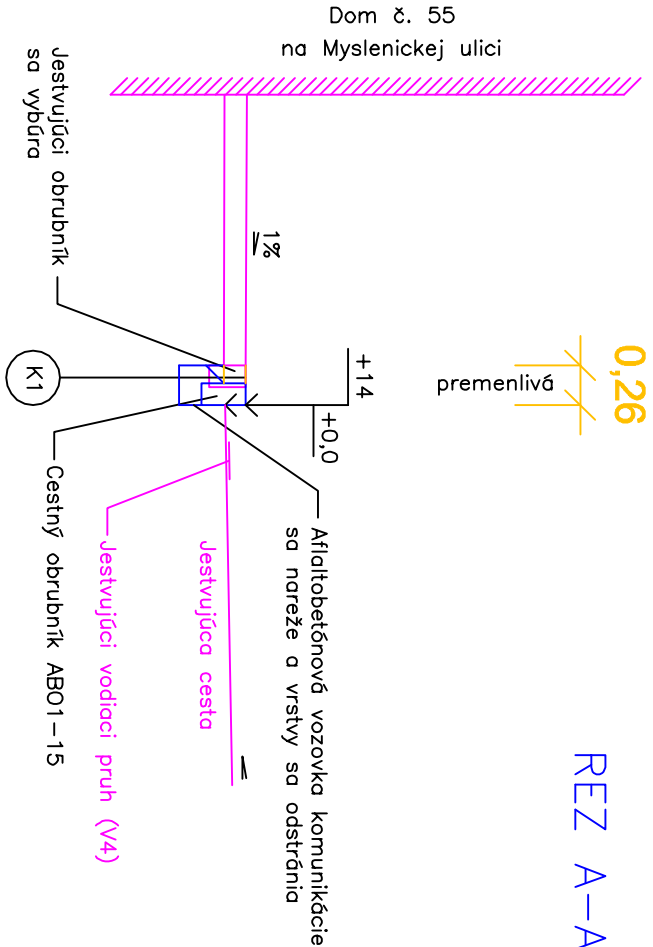 Dom č. 55
na Myslenickej ulici
REZ A-A
0,26
premenlivá
1%
+14
+0,0
Jestvujúci obrubník
sa vybúra
K1
Aflaltobetónová vozovka komunikácie
sa nareže a vrstvy sa odstránia
Jestvujúca cesta
Jestvujúci vodiaci pruh (V4)
Cestný obrubník ABO1-15